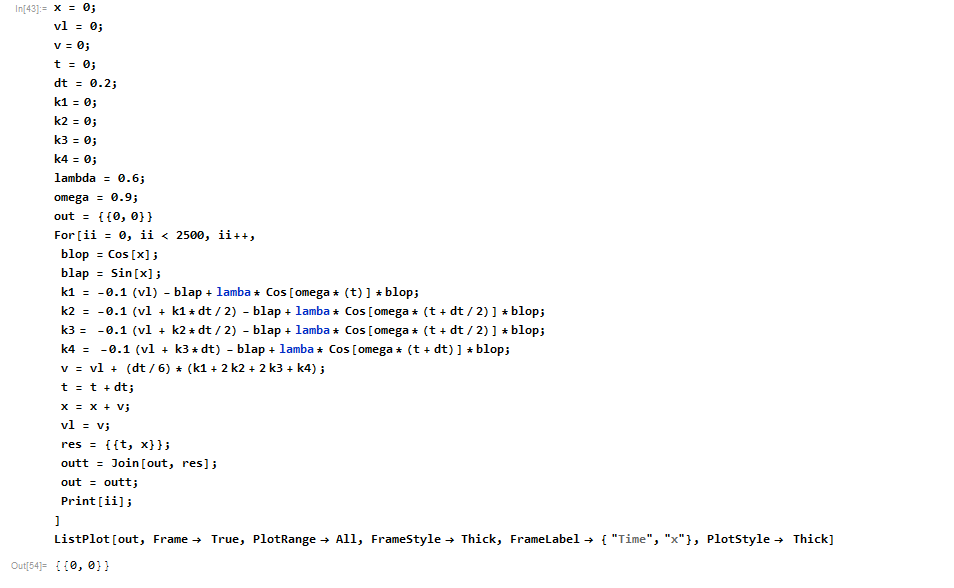 In[43]:= x = 0;
vl = 0;
v = 0;
t = 0;
dt = 0.2;
k1 = 0;
k2 = 0;
k3 = 0;
k4 = 0;
lambda = 0.6;
omega = 0.9;
out = {{0, 0}}
For[ii = 0, ii < 2500, ii++,
blop = Cos[x];
blap = Sin[x];
k1 = -0.1 (vl) - blap + lamba * Cos[omega * (t)] * blop;
k2 = -0.1 (vl + k1 * dt / 2) - blap + lamba * Cos[omega * (t + dt / 2)] * blop;
k3 = -0.1 (vl + k2 * dt / 2) - blap + lamba * Cos[omega * (t + dt / 2)] * blop;
k4 = -0.1 (vl + k3 * dt) - blap + lamba * Cos[omega * (t + dt)] * blop;
v = vl + (dt / 6) * (k1 + 2 k2 + 2 k3 + k4);
t = t + dt;
x = x + v;
vl = v;
res = {{t, x}};
outt = Join[out, res];
out = outt;
Print[ii];
]
ListPlot[out, Frame → True, PlotRange → All, FrameStyle → Thick, FrameLabel → { "Time", "x"}, PlotStyle → Thick]
Out[54]= {{0, 0}}